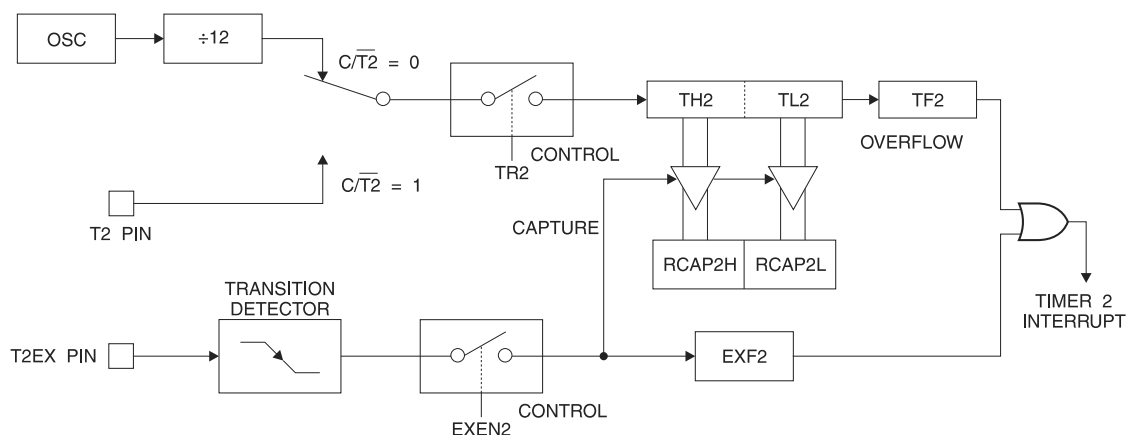 OSC
÷12
C/T2 = 0
TH2
TL2
TF2
OVERFLOW
CONTROL
TR2
C/T2 = 1
T2 PIN
CAPTURE
RCAP2H
RCAP2L
TRANSITION
DETECTOR
TIMER 2
INTERRUPT
T2EX PIN
EXF2
CONTROL
EXEN2